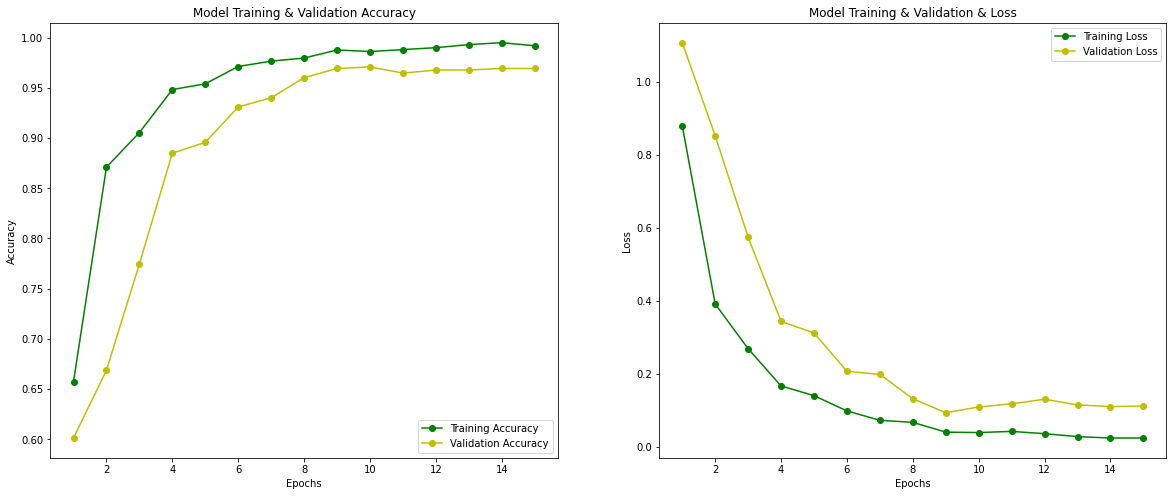 Model Training & Validation Accuracy
1.00
0.95
0.90
0.85
0.80
0.75
0.70
0.65
0.60
Accuracy
2 4 6 8 10 12 14
Epochs
Training Accuracy
Validation Accuracy
Model Training & Validation & Loss
1.0
0.8
0.6
0.4
0.2
0.0
Loss
2 4 6 8 10 12 14
Epochs
Training Loss
Validation Loss